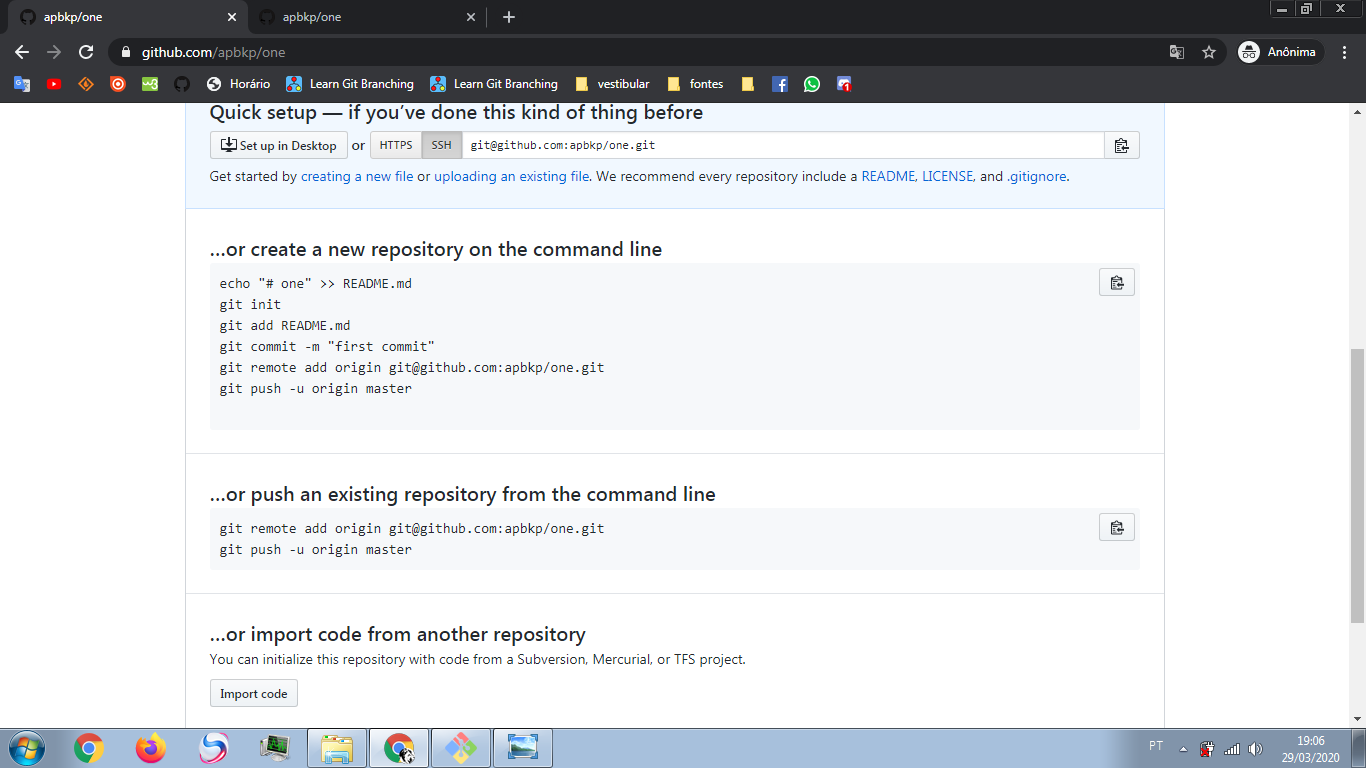 apbkp/one
apbkp/one
github.com/apbkp/one
Anônima
Horário
Learn Git Branching
Learn Git Branching
vestibular
fontes
Quick setup — if you’ve done this kind of thing before
Set up in Desktop or HTTPS SSH git@github.com:apbkp/one.git
Get started by creating a new file or uploading an existing file. We recommend every repository include a README, LICENSE, and .gitignore.
…or create a new repository on the command line
echo "# one" >> README.md
git init
git add README.md
git commit -m "first commit"
git remote add origin git@github.com:apbkp/one.git
git push -u origin master
…or push an existing repository from the command line
git remote add origin git@github.com:apbkp/one.git
git push -u origin master
…or import code from another repository
You can initialize this repository with code from a Subversion, Mercurial, or TFS project.
Import code
PT
19:06
29/03/2020